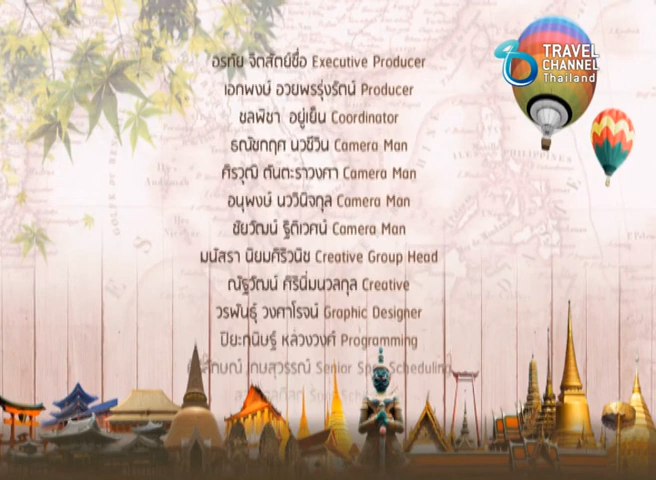 TRAVEL
CHANNEL
Thailand
อรทัย จิตสัตย์ซื่อ Executive Producer
เอกพงษ์ อวยพรรุ่งรัตน์ Producer
ชลพิชา อยู่เย็น Coordinator
ธณัชกฤศ นวชีวิน Camera Man
ศิรวุฒิ ตันตะราวงศา Camera Man
อนุพงษ์ นววินิจกุล Camera Man
ชัยวัฒน์ ฐิติเวศน์ Camera Man
มนัสรา นิยมศิริวนิช Creative Group Head
ณัฐวัฒน์ ศิรินิ่มนวลกุล Creative
วรพันธุ์ วงศาโรจน์ Graphic Designer
ปิยะกนิษฐ์ หล่วงวงศ์ Programming
Senior Scheduling
PHILIPPINES